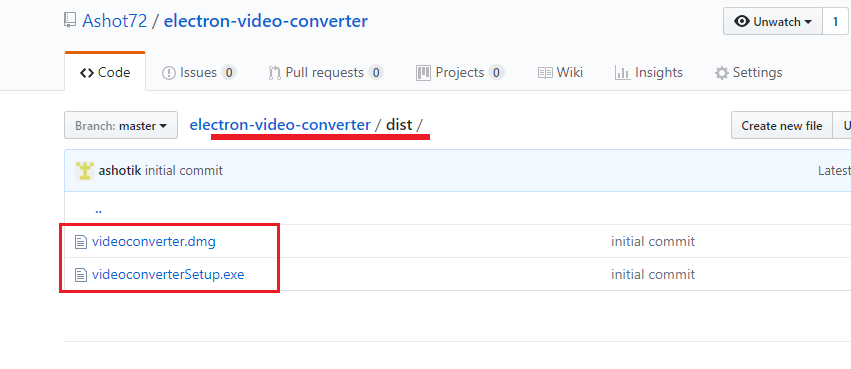 Ashot72 / electron-video-converter
Unwatch 1
Code Issues 0 Pull requests 0 Projects 0 Wiki Insights Settings
Branch: master electron-video-converter / dist / Create new file U
ashotik initial commit Latest
..
videoconverter.dmg initial commit
videoconverterSetup.exe initial commit